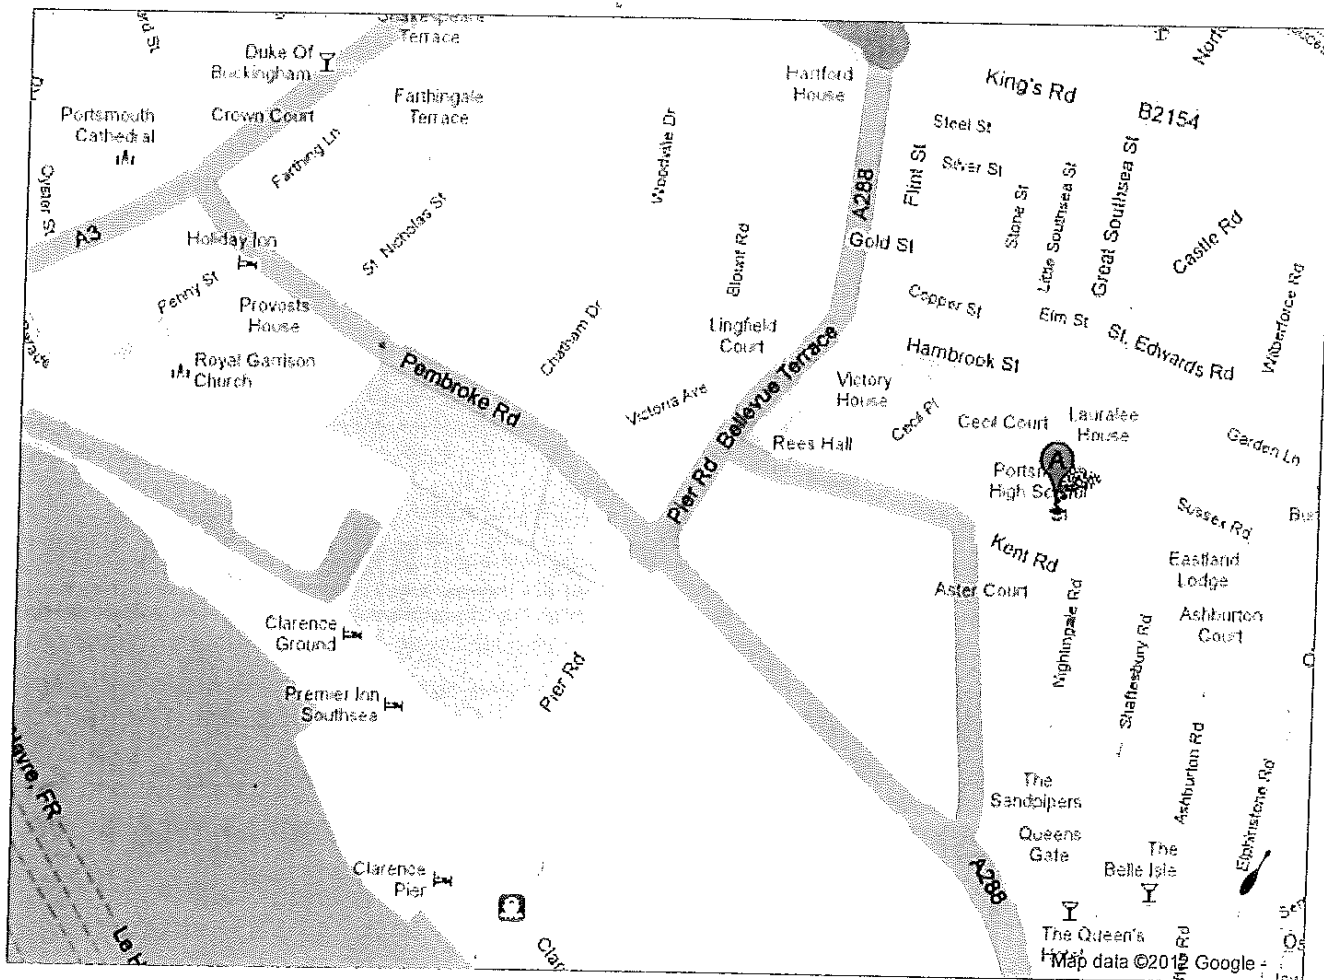 Terrace
Duke Of
Buckingham
Hartford
House
King's Rd
B2154
Portsmouth
Cathedral
Crown Court
Farthingale
Terrace
Farthing Ln
Woodville Dr
Steel St
Silver St
Flint St
Stone St
Little Southsea St
Great Southsea St
Castle Rd
Oyster St
A3
Holiday Inn
St Nicholas St
A288
Gold St
Penny St
Provosts
House
Blount Rd
Copper St
Elm St
St. Edwards Rd
Wilberforce Rd
Royal Garrison
Church
Chatham Dr
Lingfield
Court
Hambrook St
Pembroke Rd
Victoria Ave
Bellevue Terrace
Victory
House
Cecil Pl
Cecil Court
Lauralee
House
Garden Ln
Rees Hall
A
High
Pier Rd
Sussex Rd
Kent Rd
Aster Court
Eastland
Lodge
Nightingale Rd
Ashburton
Court
Clarence
Ground
Shaftesbury Rd
Premier Inn
Southsea
Pier Rd
Ashburton Rd
Elphinstone Rd
The
Sandpipers
Queens
Gate
The
Belle Isle
Clarence
Pier
A288
The Queen's
Havre, FR
Le H
Map data ©201 Google -